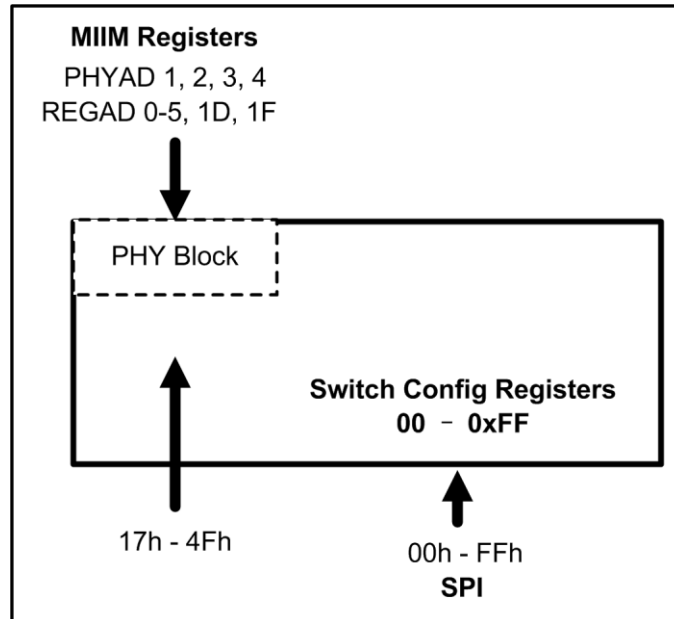 MIIM Registers
PHYAD 1, 2, 3, 4
REGAD 0-5, 1D, 1F
PHY Block
Switch Config Registers
00 - 0xFF
17h - 4Fh
00h - FFh
SPI